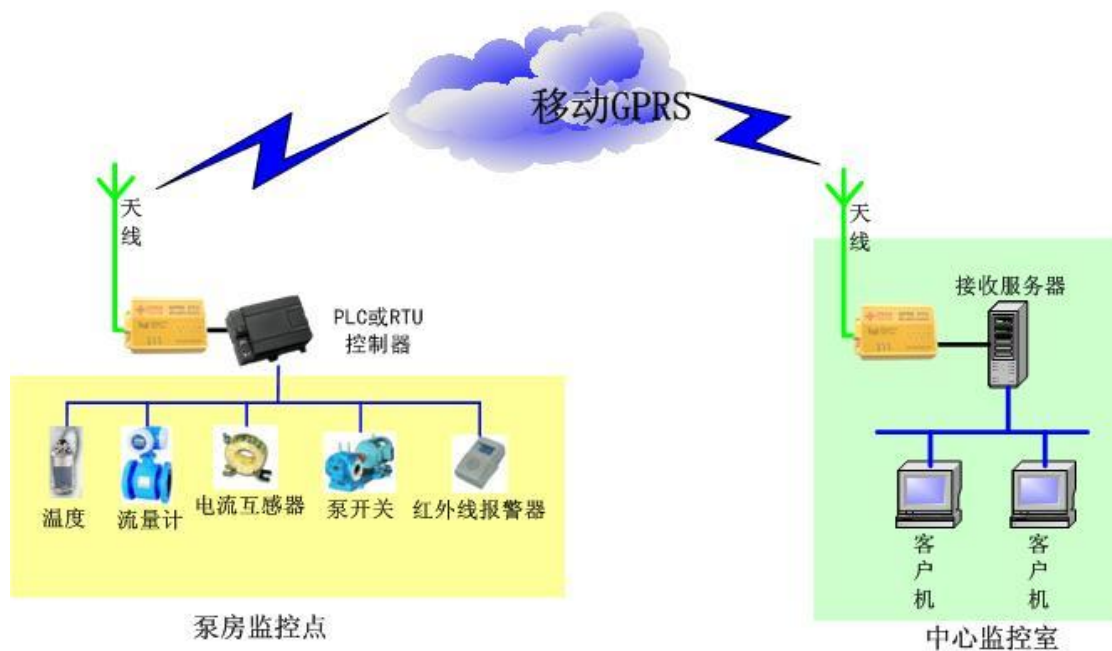 移动GPRS
天
线
天
线
PLC或RTU
控制器
接收服务器
温度
流量计
电流互感器
泵开关
红外线报警器
客
户
机
客
户
机
泵房监控点
中心监控室